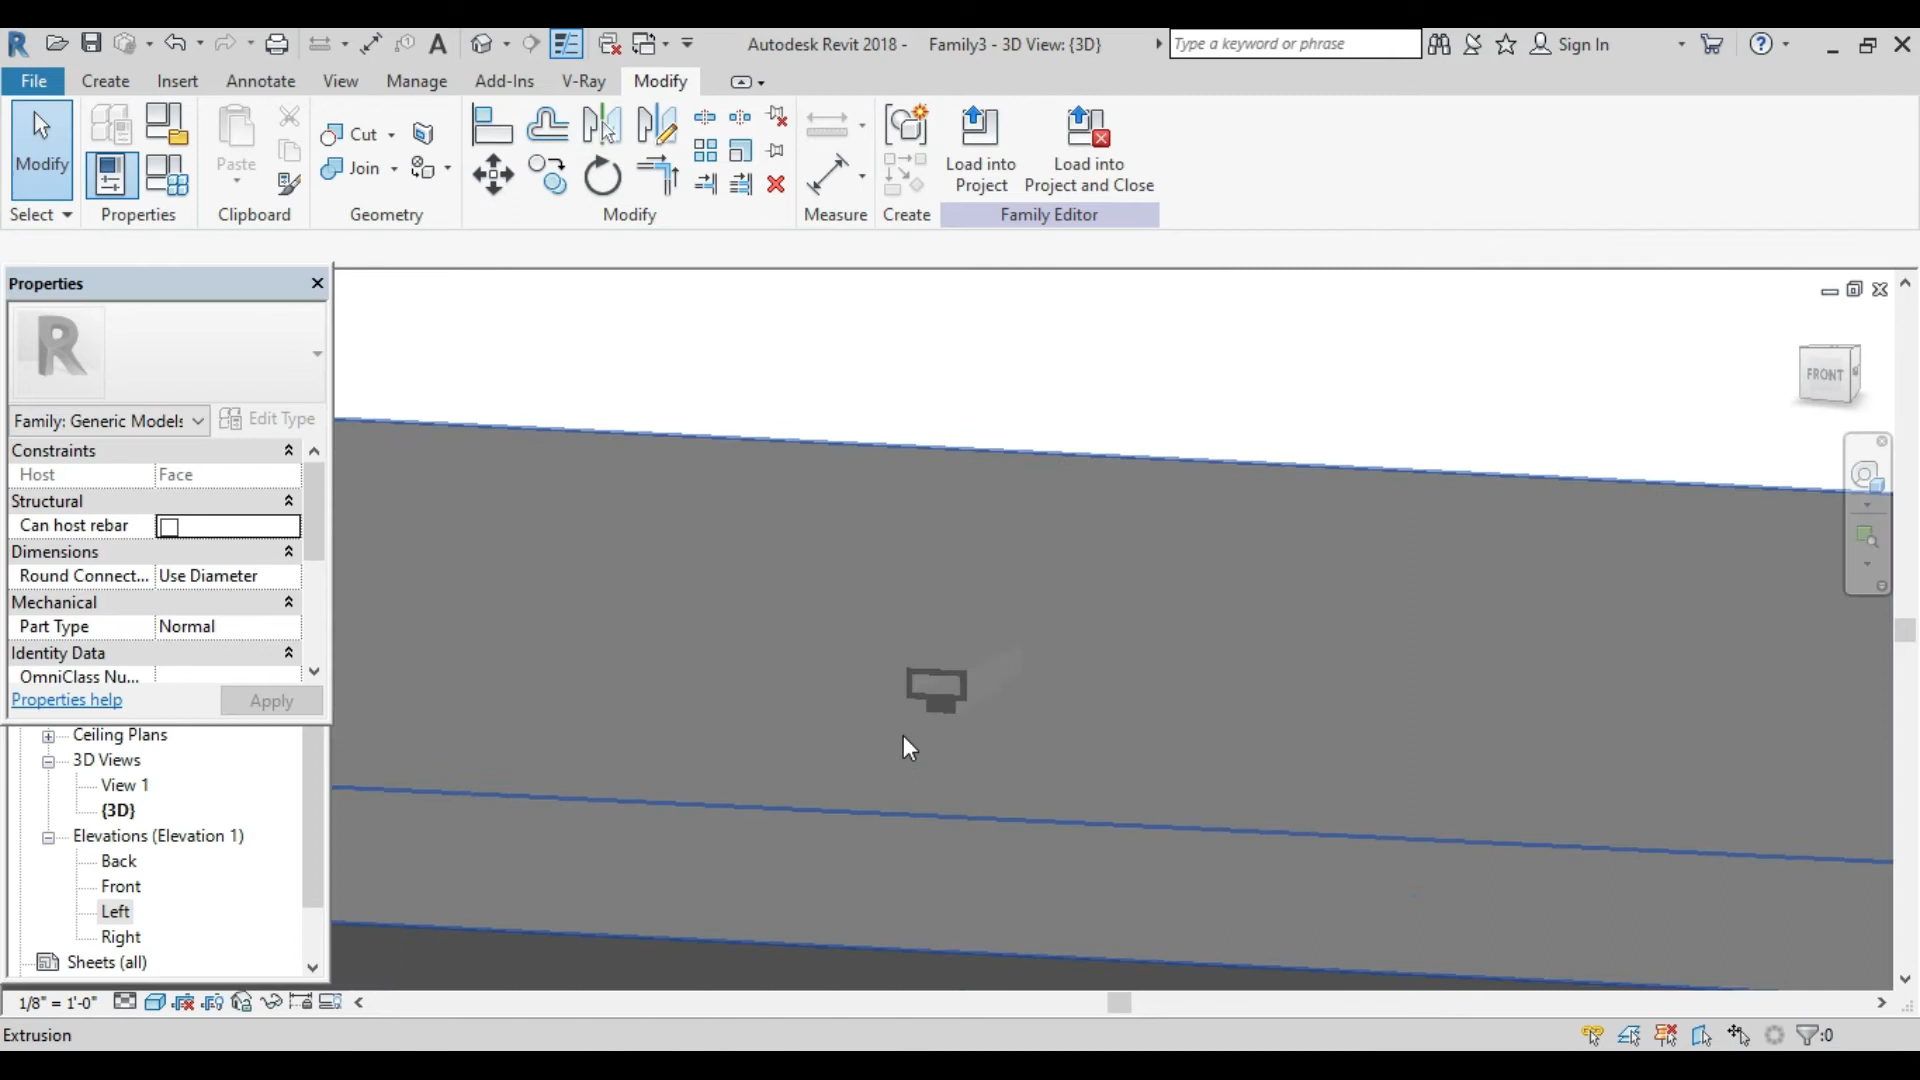 Autodesk Revit 2018 - Family3 - 3D View: {3D}
Type a keyword or phrase
Sign In
File Create Insert Annotate View Manage Add-Ins V-Ray Modify
Modify
Paste
Cut
Join
Load into Project
Load into Project and Close
Select Properties Clipboard Geometry Modify Measure Create Family Editor
Properties
R
Family: Generic Models
Edit Type
Constraints
Host Face
Structural
Can host rebar
Dimensions
Round Connect... Use Diameter
Mechanical
Part Type Normal
Identity Data
OmniClass Nu...
Properties help
Apply
FRONT
Ceiling Plans
3D Views
View 1
{3D}
Elevations (Elevation 1)
Back
Front
Left
Right
Sheets (all)
1/8" = 1'-0"
Extrusion
:0